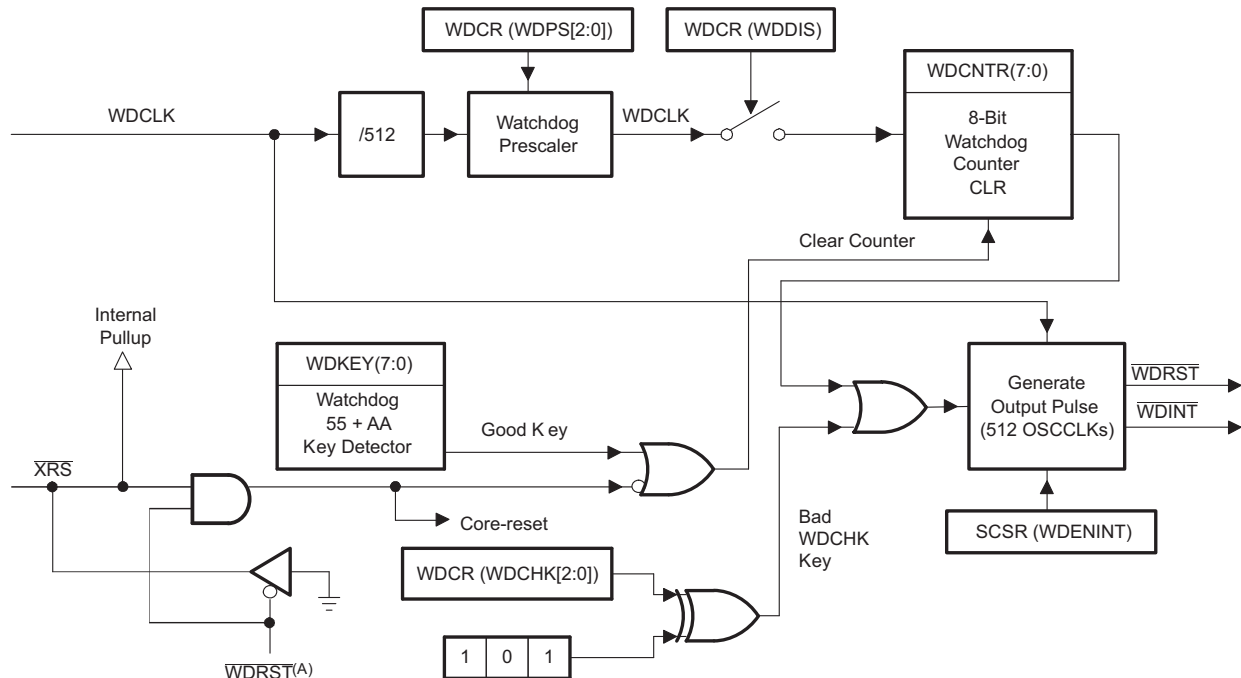 WDCR (WDPS[2:0])
WDCR (WDDIS)
WDCNTR(7:0)
WDCLK
/512
Watchdog
Prescaler
WDCLK
8-Bit
Watchdog
Counter
CLR
Clear Counter
Internal
Pullup
WDKEY(7:0)
Watchdog
55 + AA
Key Detector
Good Key
Generate
Output Pulse
(512 OSCCLKs)
WDRST
WDINT
XRS
Core-reset
Bad
WDCHK
Key
SCSR (WDENINT)
WDCR (WDCHK[2:0])
1 0 1
WDRST(A)